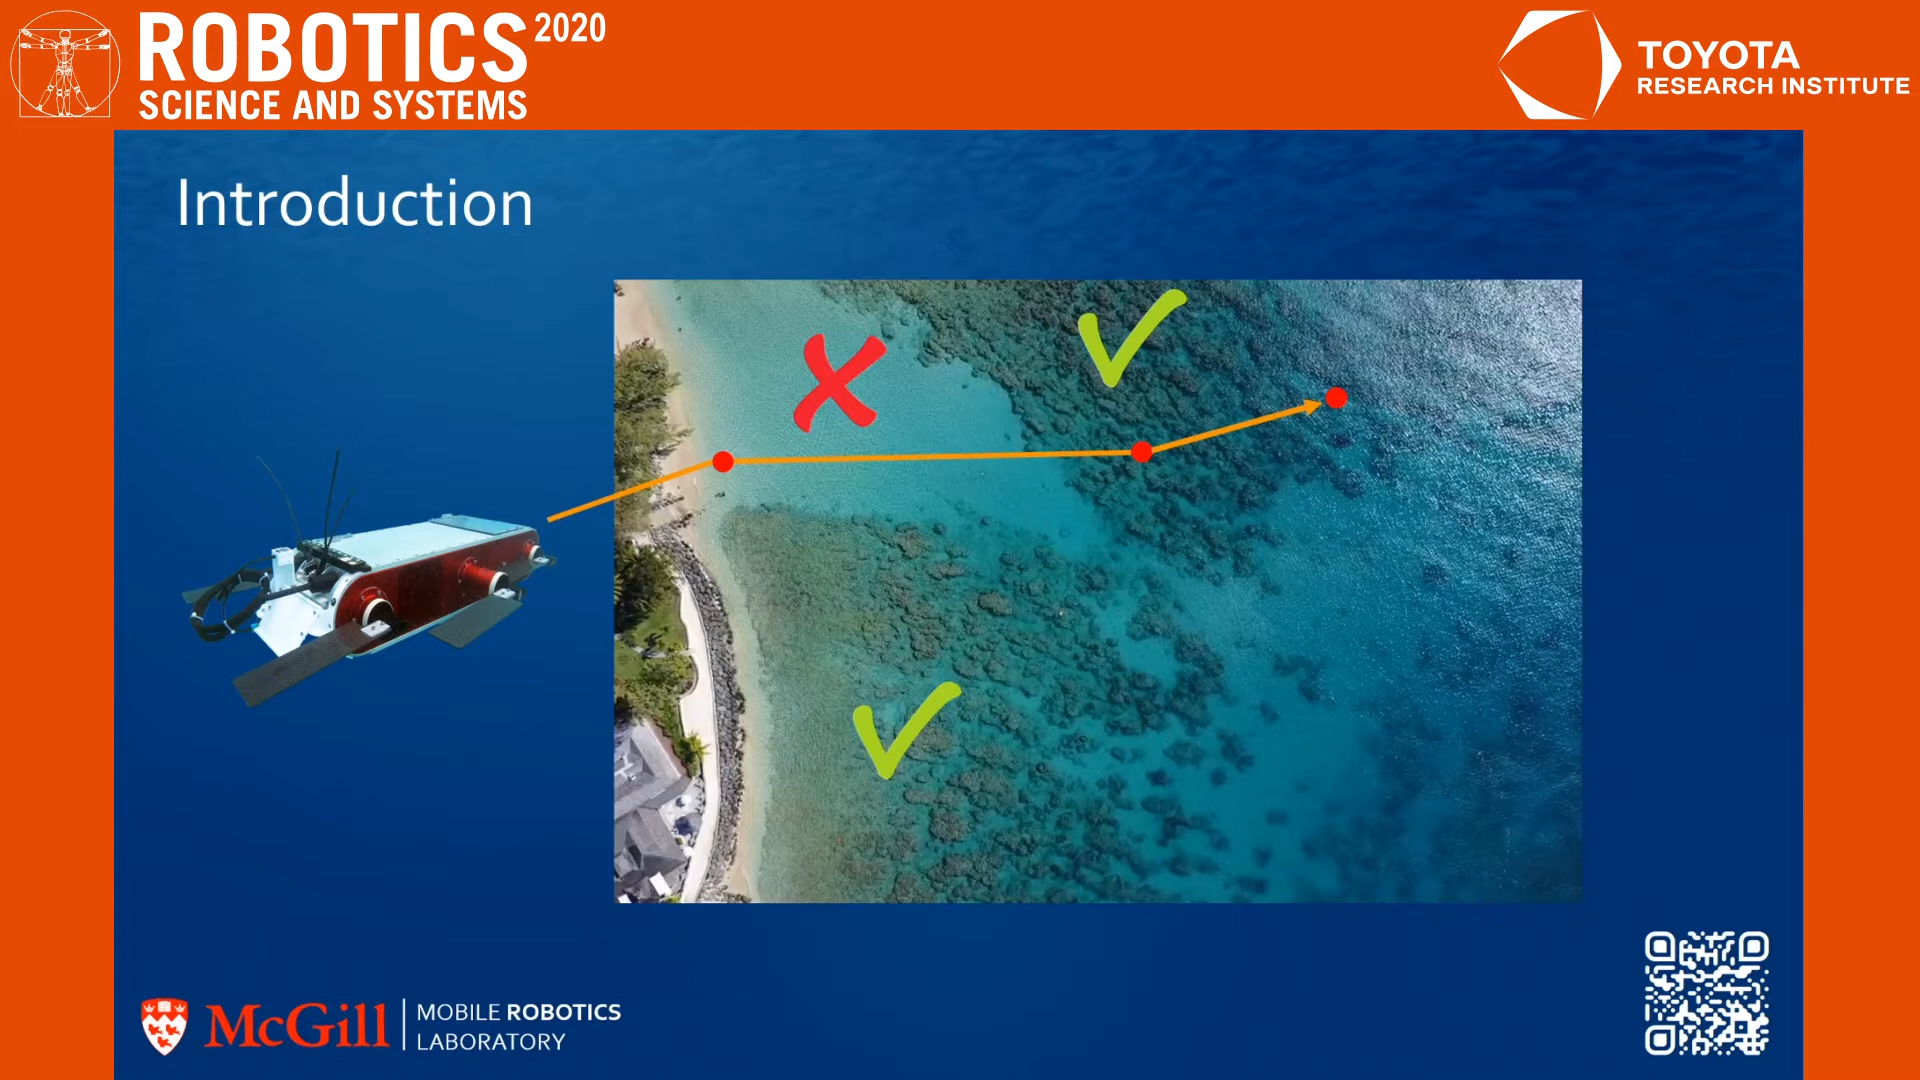 ROBOTICS 2020
SCIENCE AND SYSTEMS
TOYOTA
RESEARCH INSTITUTE
Introduction
McGill
MOBILE ROBOTICS
LABORATORY